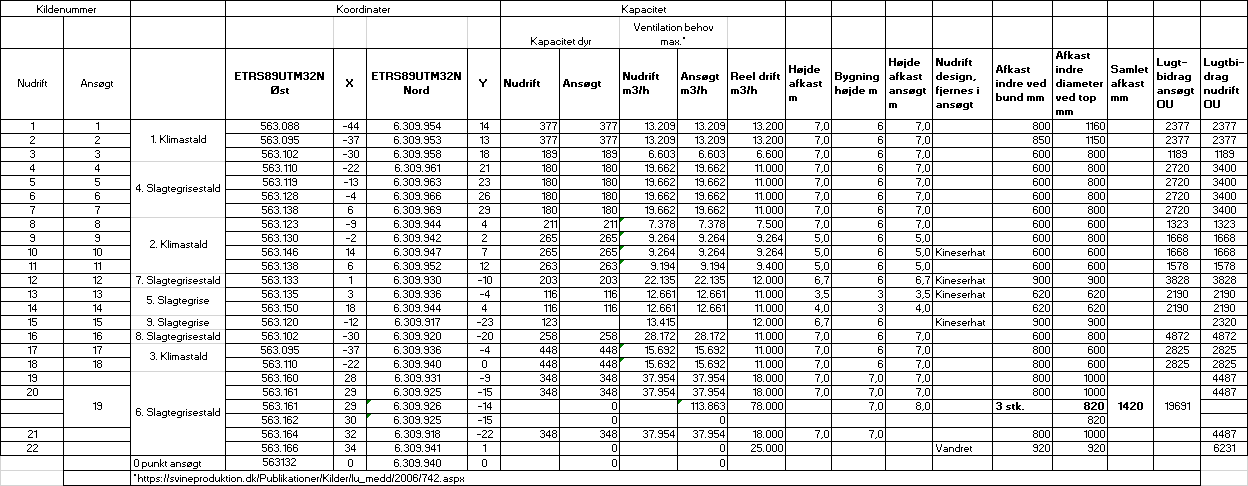 Kildenummer Koordinater Kapacitet
Ventilation behov max.*
Kapacitet dyr
Nudrift Ansøgt ETRS89UTM32N Øst X ETRS89UTM32N Nord Y Nudrift Ansøgt Nudrift m3/h Ansøgt m3/h Reel drift m3/h Højde afkast m Bygning højde m Højde afkast ansøgt m Nudrift design, fjernes i ansøgt Afkast indre ved bund mm Afkast indre diameter ved top mm Samlet afkast mm Lugt-bidrag ansøgt OU Lugtbi-drag nudrift OU
1 1 1. Klimastald 563.088 -44 6.309.954 14 377 377 13.209 13.209 13.200 7,0 6 7,0 800 1160 2377 2377
2 2 563.095 -37 6.309.953 13 377 377 13.209 13.209 13.200 7,0 6 7,0 850 1150 2377 2377
3 3 563.102 -30 6.309.958 18 189 189 6.603 6.603 6.600 7,0 6 7,0 600 800 1189 1189
4 4 4. Slagtegrisestald 563.110 -22 6.309.961 21 180 180 19.662 19.662 11.000 7,0 6 7,0 600 800 2720 3400
5 5 563.119 -13 6.309.963 23 180 180 19.662 19.662 11.000 7,0 6 7,0 600 800 2720 3400
6 6 563.128 -4 6.309.966 26 180 180 19.662 19.662 11.000 7,0 6 7,0 600 800 2720 3400
7 7 563.138 6 6.309.969 29 180 180 19.662 19.662 11.000 7,0 6 7,0 600 800 2720 3400
8 8 2. Klimastald 563.123 -9 6.309.944 4 211 211 7.378 7.378 7.500 7,0 6 7,0 600 800 1323 1323
9 9 563.130 -2 6.309.942 2 265 265 9.264 9.264 9.264 5,0 6 5,0 600 800 1668 1668
10 10 563.146 14 6.309.947 7 265 265 9.264 9.264 9.264 5,0 6 5,0 Kineserhat 600 600 1668 1668
11 11 563.138 6 6.309.952 12 263 263 9.194 9.194 9.400 5,0 6 5,0 600 800 1578 1578
12 12 7. Slagtegrisestald 563.133 1 6.309.930 -10 203 203 22.135 22.135 12.000 6,7 6 6,7 Kineserhat 900 900 3828 3828
13 13 5. Slagtegrise 563.135 3 6.309.936 -4 116 116 12.661 12.661 11.000 3,5 3 3,5 Kineserhat 620 620 2190 2190
14 14 563.150 18 6.309.944 4 116 116 12.661 12.661 11.000 4,0 3 4,0 620 620 2190 2190
15 15 9. Slagtegrise 563.120 -12 6.309.917 -23 123 13.415 12.000 6,7 6 Kineserhat 900 900 2320
16 16 8. Slagtegrisestald 563.102 -30 6.309.920 -20 258 258 28.172 28.172 11.000 7,0 6 7,0 600 800 4872 4872
17 17 3. Klimastald 563.095 -37 6.309.936 -4 448 448 15.692 15.692 11.000 7,0 6 7,0 800 600 2825 2825
18 18 563.110 -22 6.309.940 0 448 448 15.692 15.692 11.000 7,0 6 7,0 800 600 2825 2825
19 6. Slagtegrisestald 563.160 28 6.309.931 -9 348 348 37.954 37.954 18.000 7,0 7,0 7,0 800 1000 4487
20 563.161 29 6.309.925 -15 348 348 37.954 37.954 18.000 7,0 7,0 7,0 800 1000 4487
19 563.161 29 6.309.926 -14 0 113.863 78.000 7,0 8,0 3 stk. 820 1420 19691
563.162 30 6.309.925 -15 0 0 820
21 563.164 32 6.309.918 -22 348 348 37.954 37.954 18.000 7,0 7,0 800 1000 4487
22 563.166 34 6.309.941 1 0 0 25.000 Vandret 920 920 6231
0 punkt ansøgt 563132 0 6.309.940 0 0 0
*https://svineproduktion.dk/Publikationer/Kilder/lu_medd/2006/742.aspx